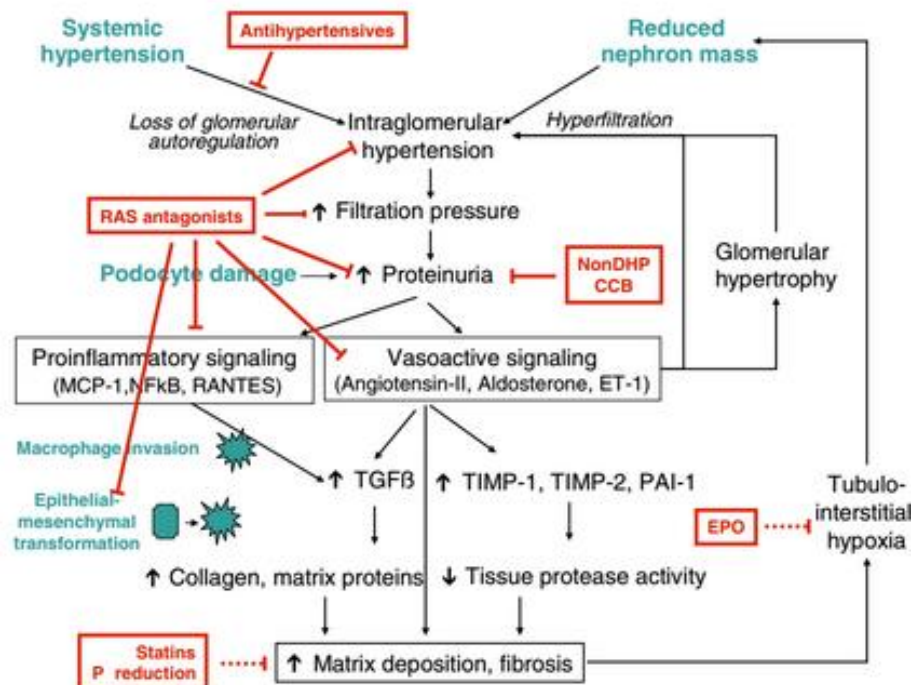 Systemic
hypertension
Antihypertensives
Reduced
nephron mass
Loss of glomerular
autoregulation
Intraglomerular
hypertension
Hyperfiltration
RAS antagonists
↑ Filtration pressure
Podocyte damage
↑ Proteinuria
NonDHP
CCB
Glomerular
hypertrophy
Proinflammatory signaling
(MCP-1,NFkB, RANTES)
Vasoactive signaling
(Angiotensin-II, Aldosterone, ET-1)
Macrophage invasion
↑ TGFß
↑ TIMP-1, TIMP-2, PAI-1
Epithelial-
mesenchymal
transformation
EPO
Tubulo-
interstitial
hypoxia
↑ Collagen, matrix proteins
↓ Tissue protease activity
Statins
P reduction
↑ Matrix deposition, fibrosis